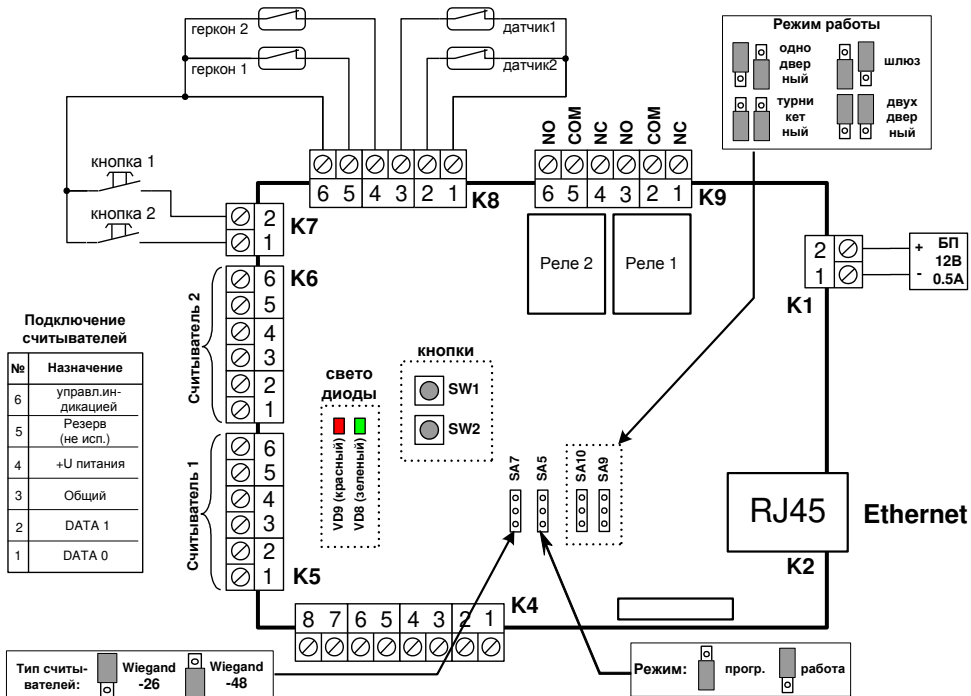 геркон 2
датчик1
геркон 1
датчик2
Режим работы
одно
двер
ный
шлюз
турни
кет
ный
двух
двер
ный
NO COM NC NO COM NC
кнопка 1
кнопка 2
6 5 4 3 2 1
K8
6 5 4 3 2 1
K9
2
1
K7
Реле 2
Реле 1
2
1
K1
+ БП
12В
- 0.5А
6
5
4
3
2
1
K6
Считыватель 2
Подключение
считывателей
№ Назначение
6 управл.ин-
дикацией
5 Резерв
(не исп.)
4 +U питания
3 Общий
2 DATA 1
1 DATA 0
свето
диоды
VD9 (красный)
VD8 (зеленый)
кнопки
SW1
SW2
6
5
4
3
2
1
K5
Считыватель 1
SA7
SA5
SA10
SA9
RJ45
Ethernet
K2
8 7 6 5 4 3 2 1
K4
Тип считы-
вателей:
Wiegand
-26
Wiegand
-48
Режим:
прогр.
работа